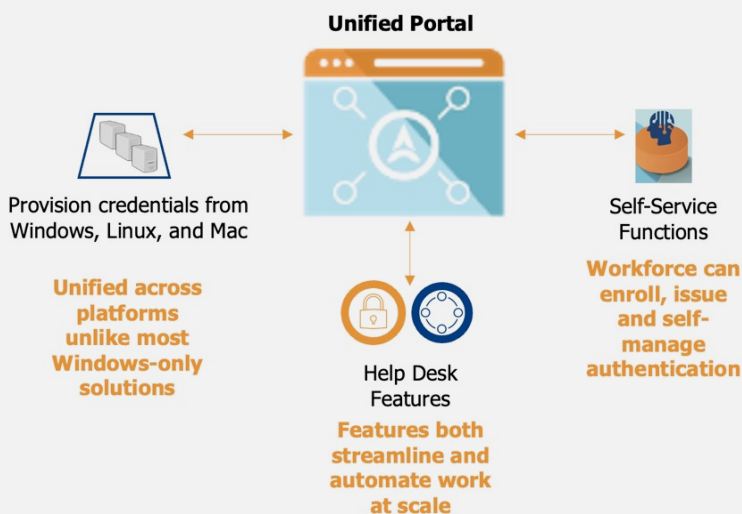 Unified Portal
Provision credentials from
Windows, Linux, and Mac
Unified across
platforms
unlike most
Windows-only
solutions
Help Desk
Features
Features both
streamline and
automate work
at scale
Self-Service
Functions
Workforce can
enroll, issue
and self-
manage
authentication